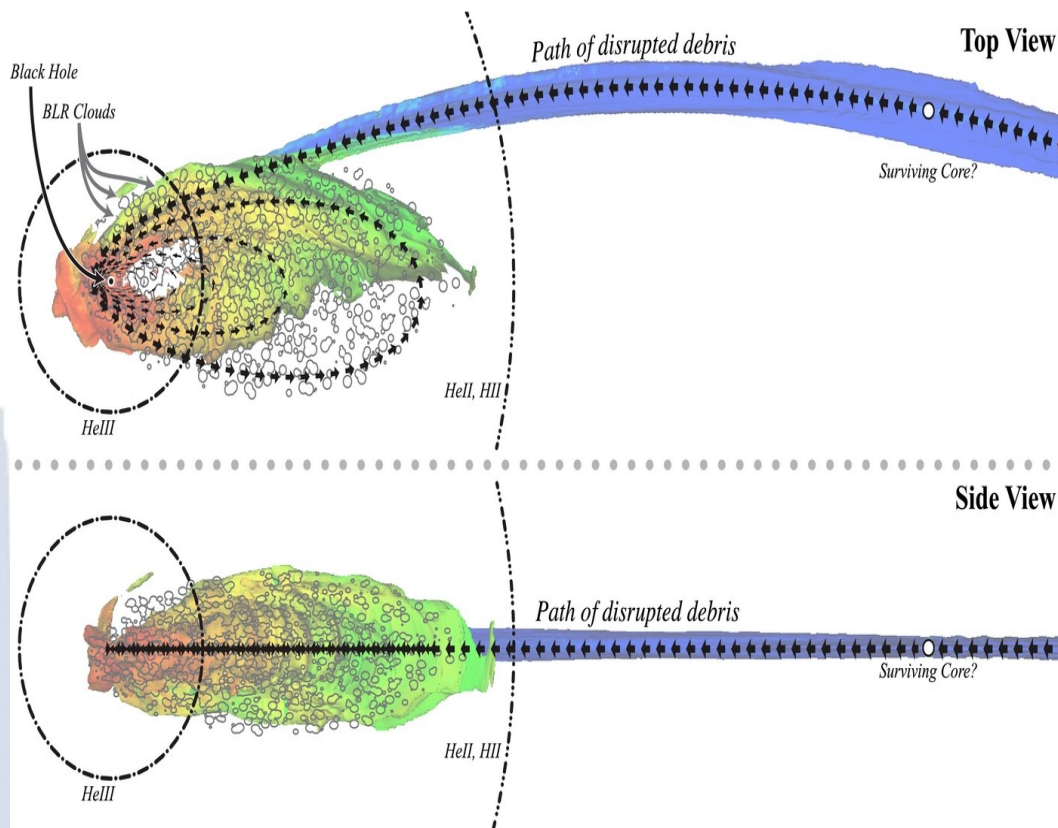 Top View
Path of disrupted debris
Black Hole
BLR Clouds
Surviving Core?
HeII, HII
HeIII
Side View
Path of disrupted debris
Surviving Core?
HeII, HII
HeIII